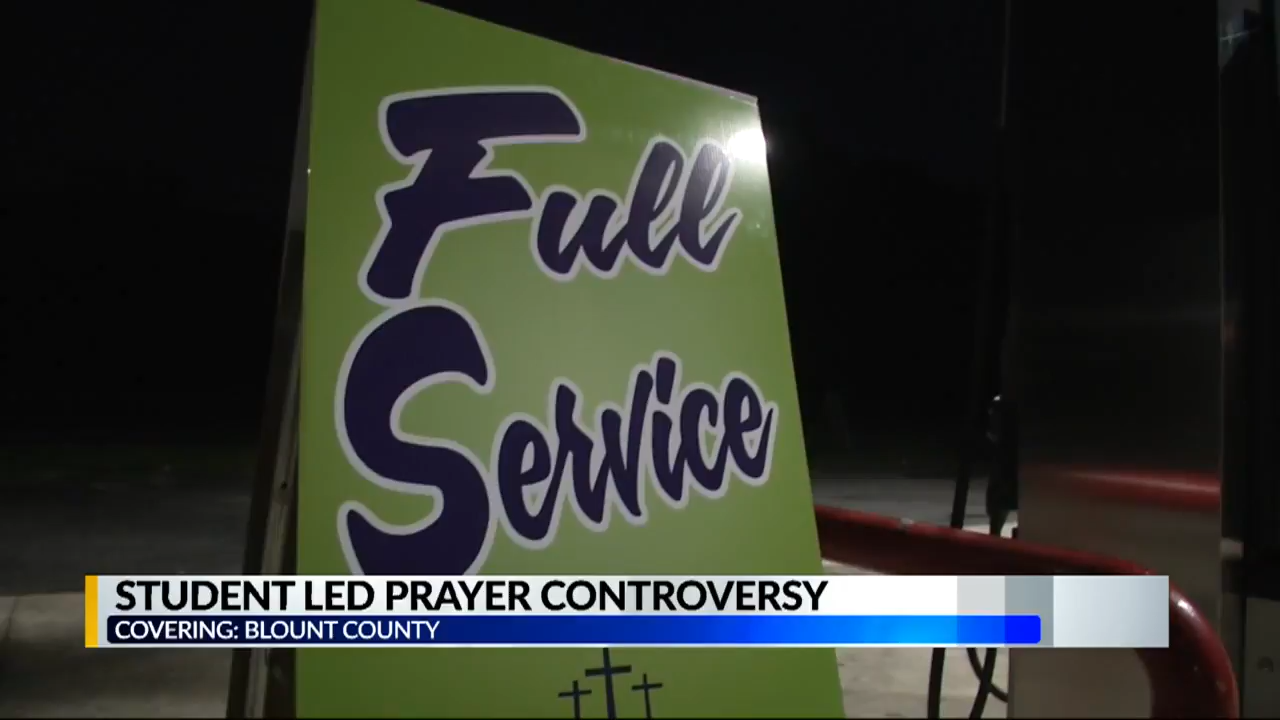 Full
Service
STUDENT LED PRAYER CONTROVERSY
COVERING: BLOUNT COUNTY